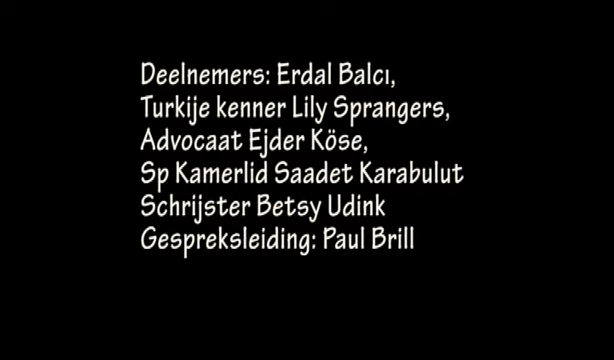 Deelnemers: Erdal Balcı,
Turkije kenner Lily Sprangers,
Advocaat Ejder Köse,
Sp Kamerlid Saadet Karabulut
Schrijster Betsy Udink
Gespreksleiding: Paul Brill